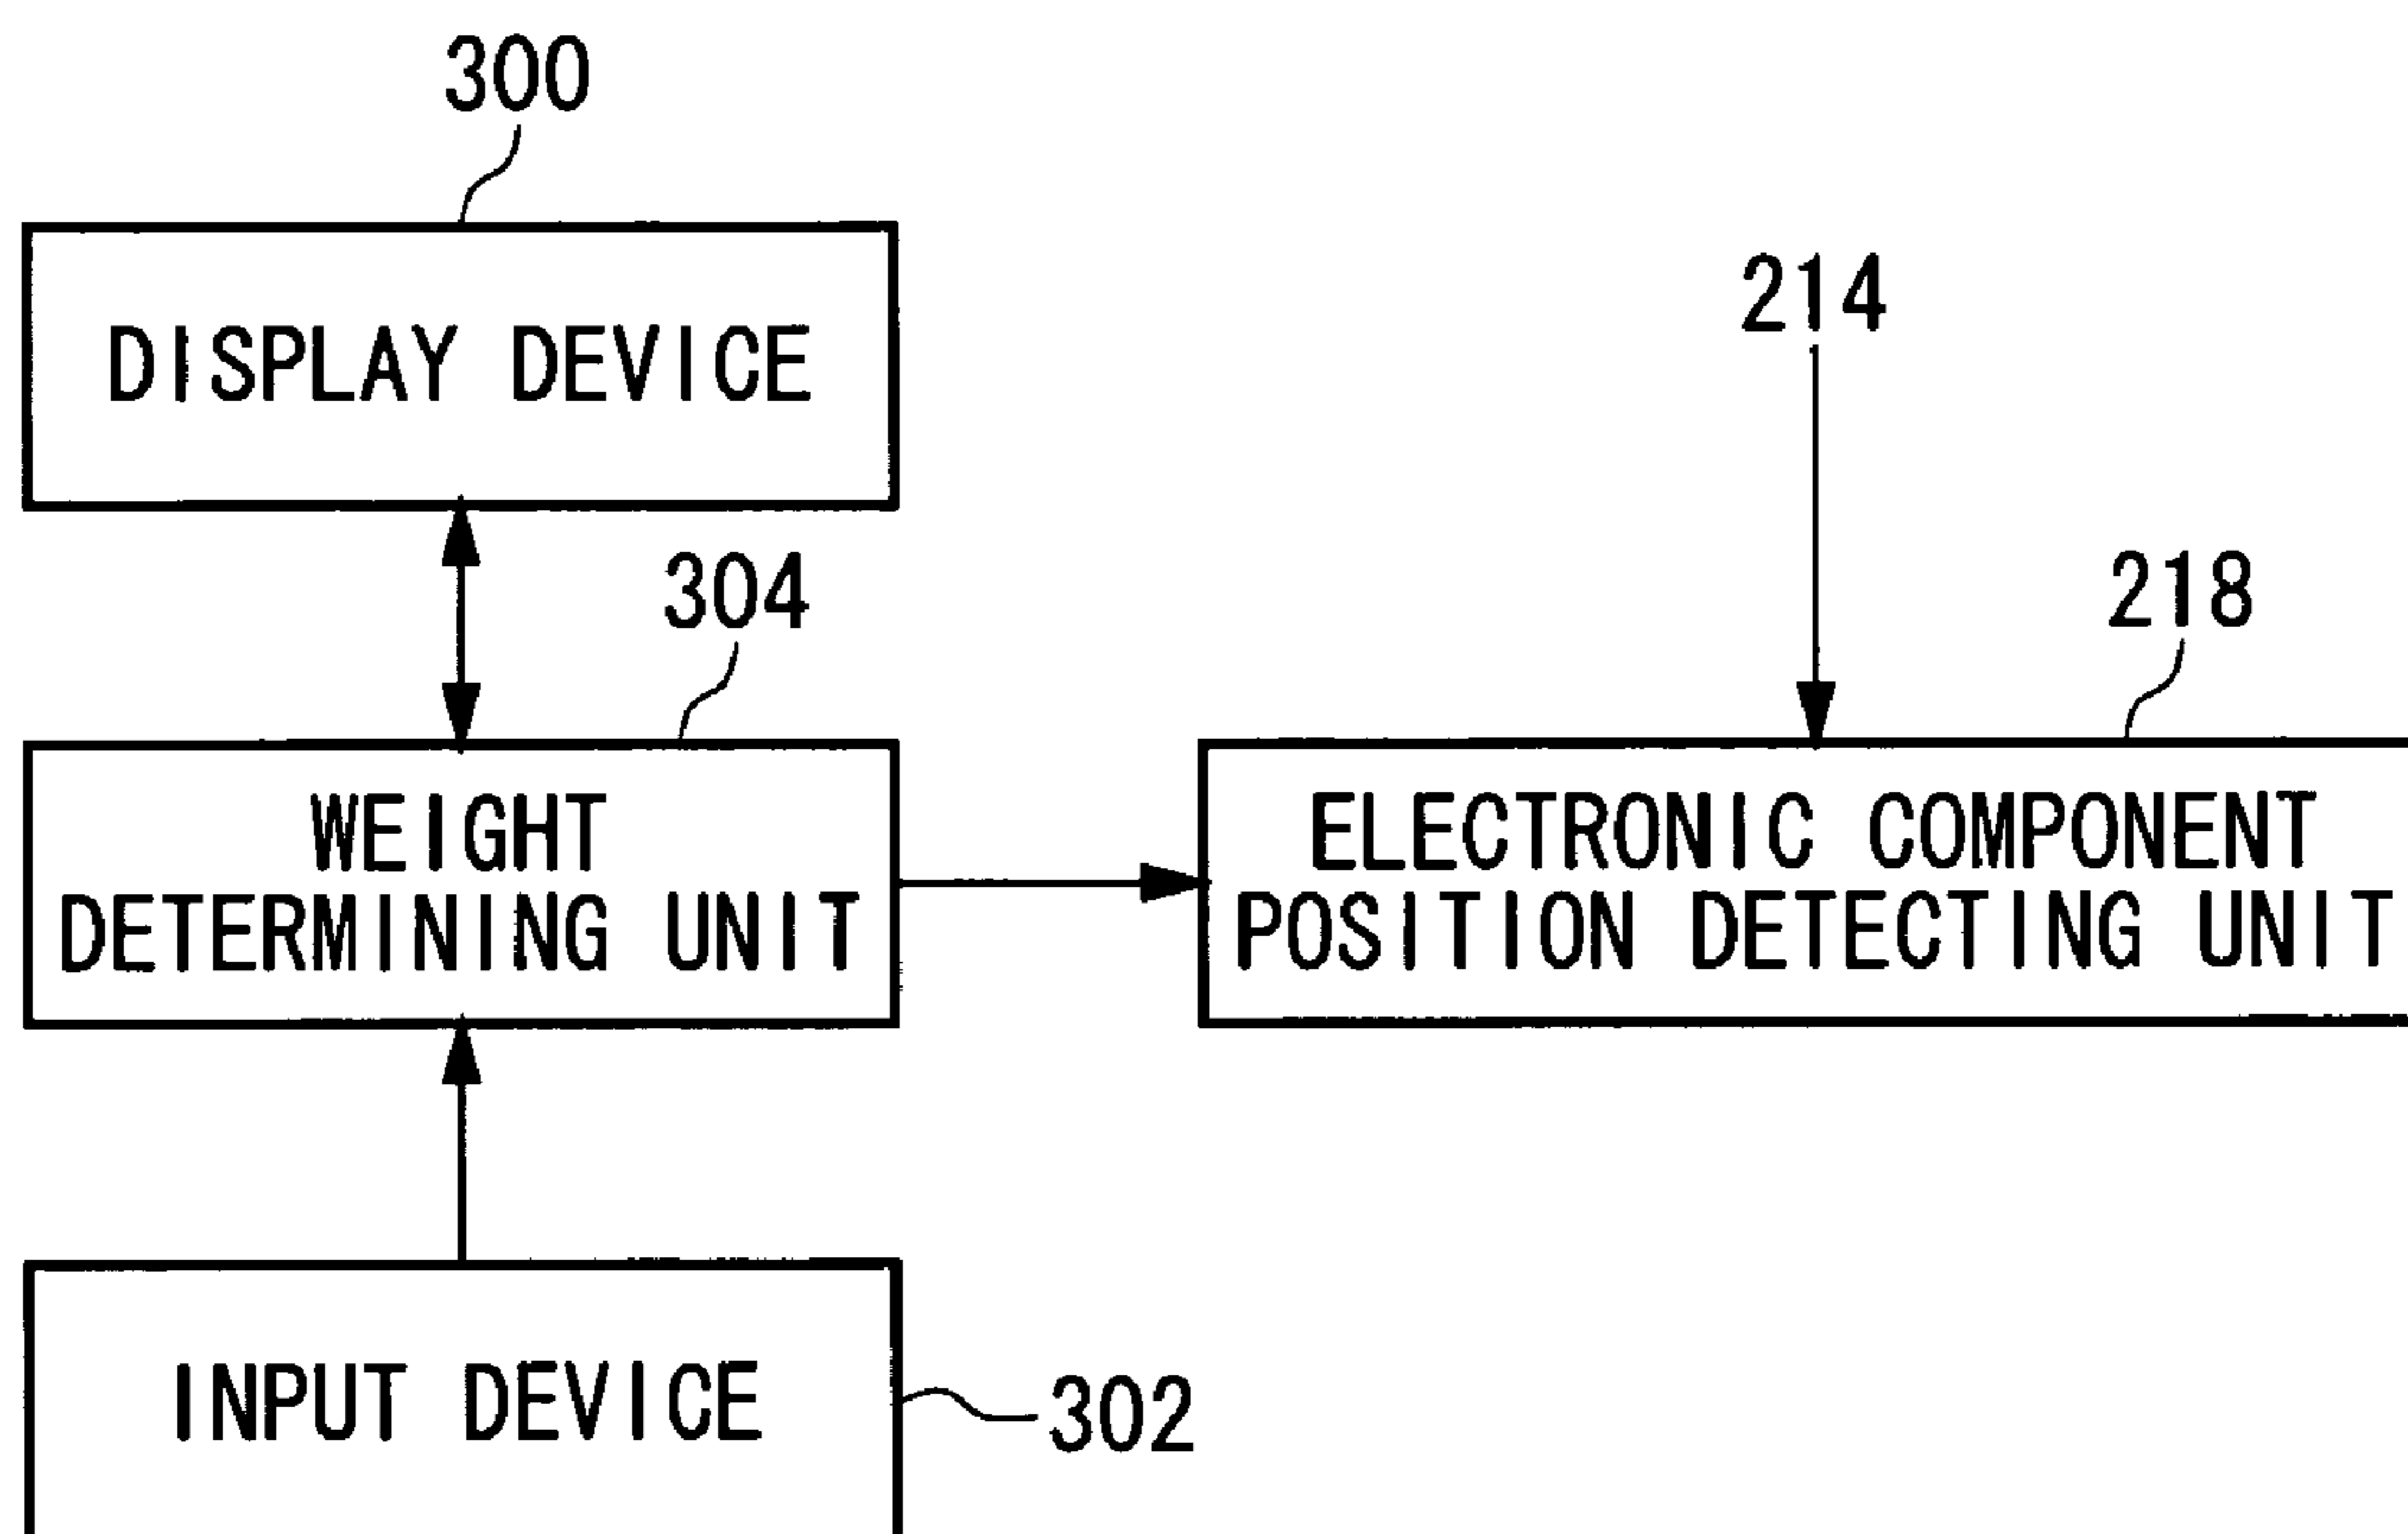 300
DISPLAY DEVICE
214
304
218
WEIGHT
DETERMINING UNIT
ELECTRONIC COMPONENT
POSITION DETECTING UNIT
INPUT DEVICE
302